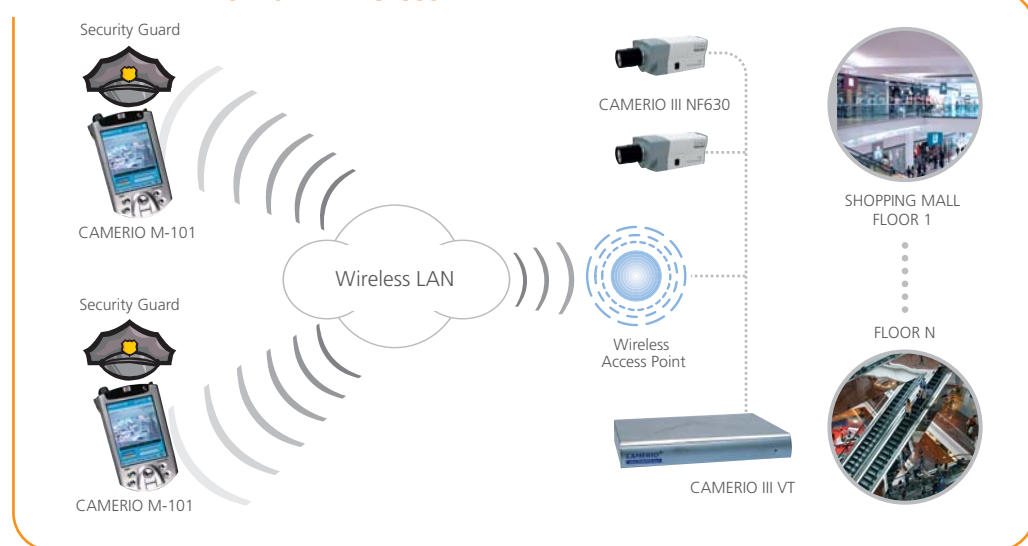 Security Guard
CAMERIO M-101
Security Guard
CAMERIO M-101
Wireless LAN
Wireless
Access Point
CAMERIO III NF630
CAMERIO
CAMERIO III VT
SHOPPING MALL
FLOOR 1
FLOOR N